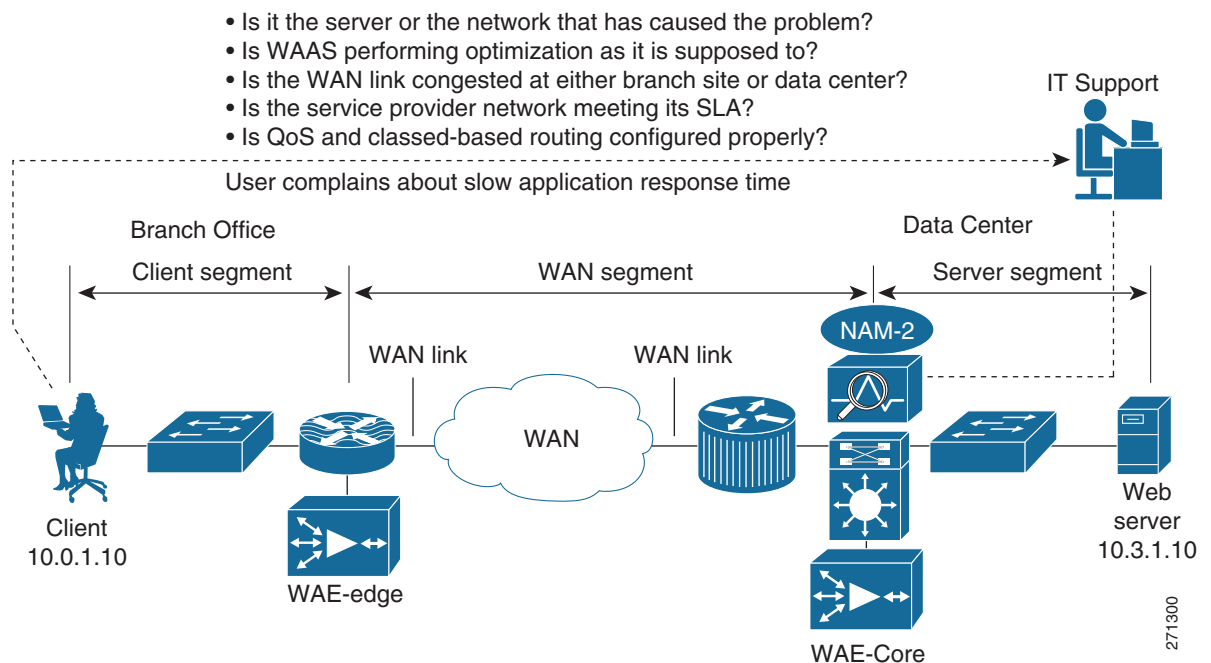 • Is it the server or the network that has caused the problem?
• Is WAAS performing optimization as it is supposed to?
• Is the WAN link congested at either branch site or data center?
• Is the service provider network meeting its SLA?
• Is QoS and classed-based routing configured properly?
IT Support
User complains about slow application response time
Branch Office
Data Center
Client segment
WAN segment
Server segment
NAM-2
WAN link
WAN link
WAN
Client
10.0.1.10
WAE-edge
WAE-Core
Web
server
10.3.1.10
271300